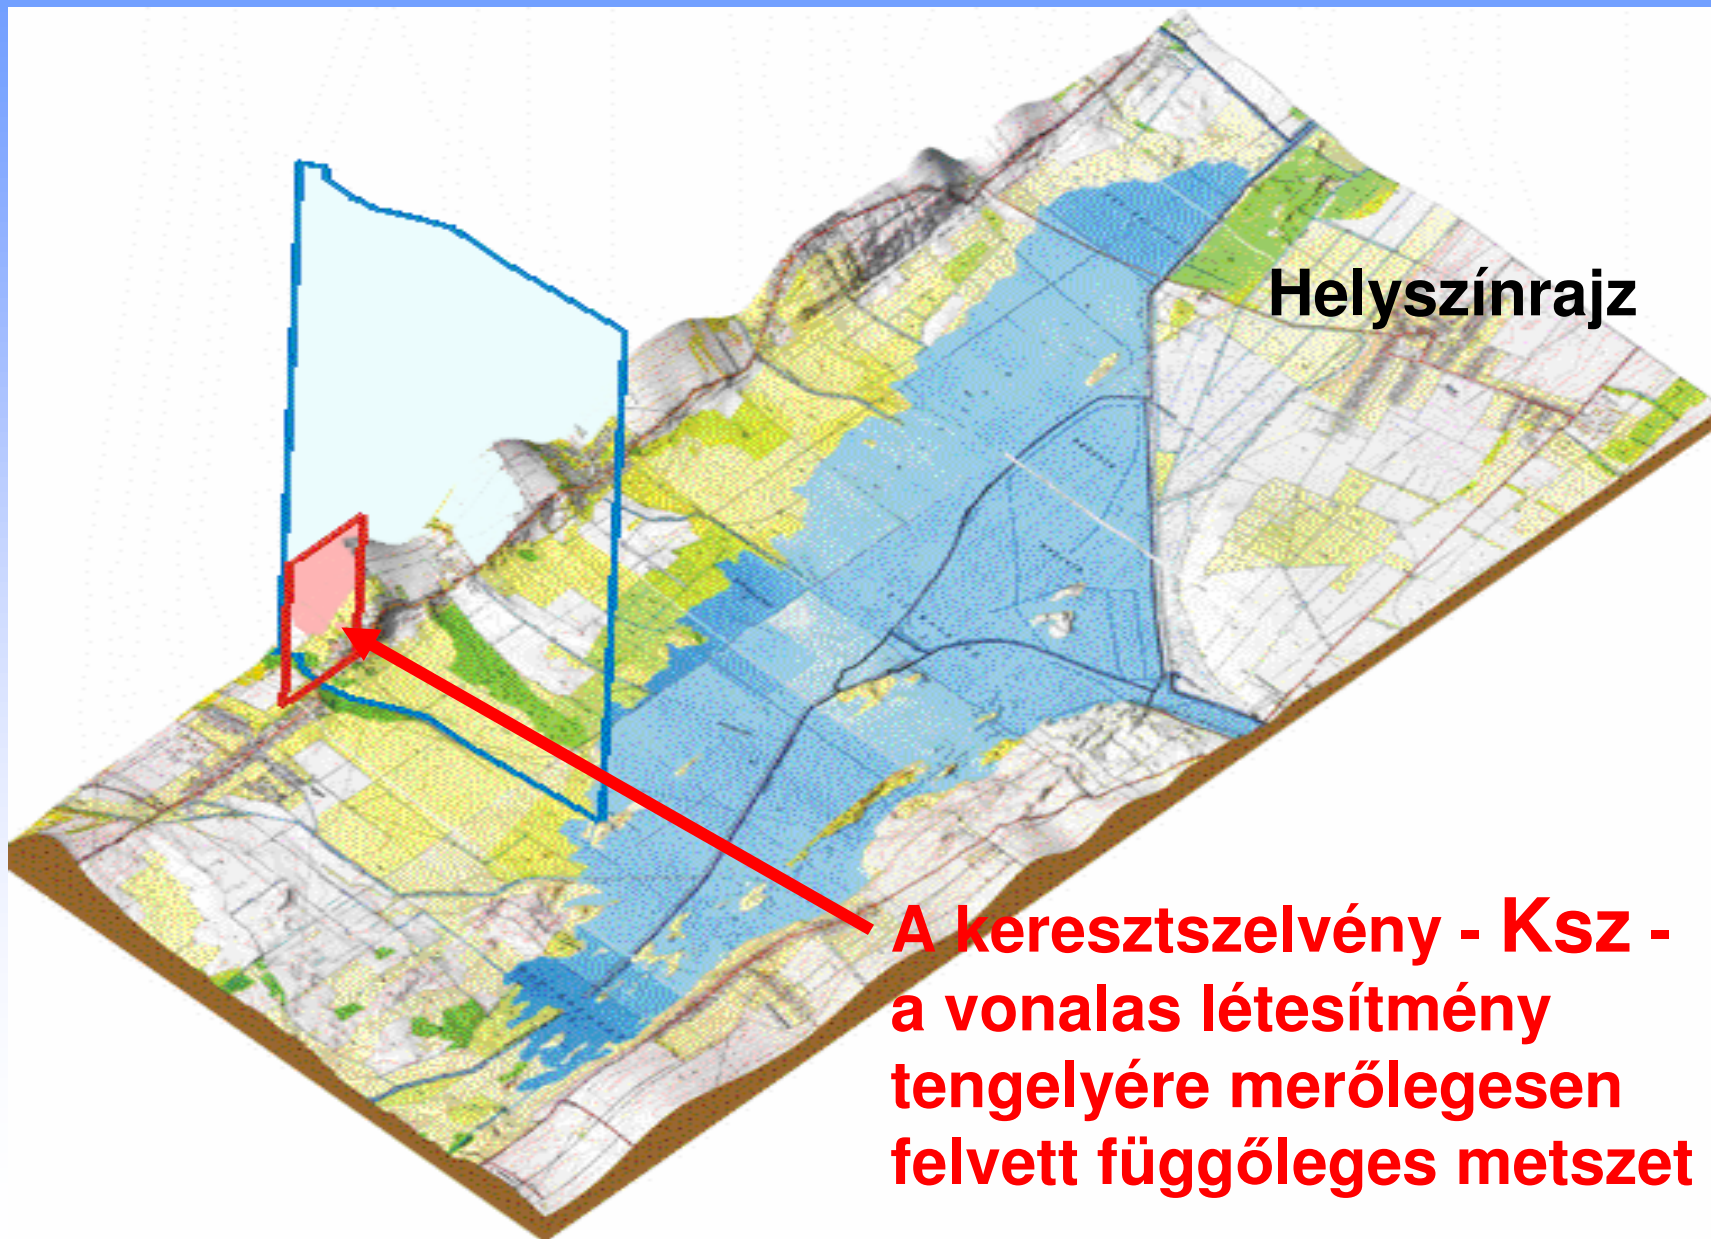 Helyszínrajz
A keresztszelvény - Ksz -
a vonalas létesítmény
tengelyére merőlegesen
felvett függőleges metszet